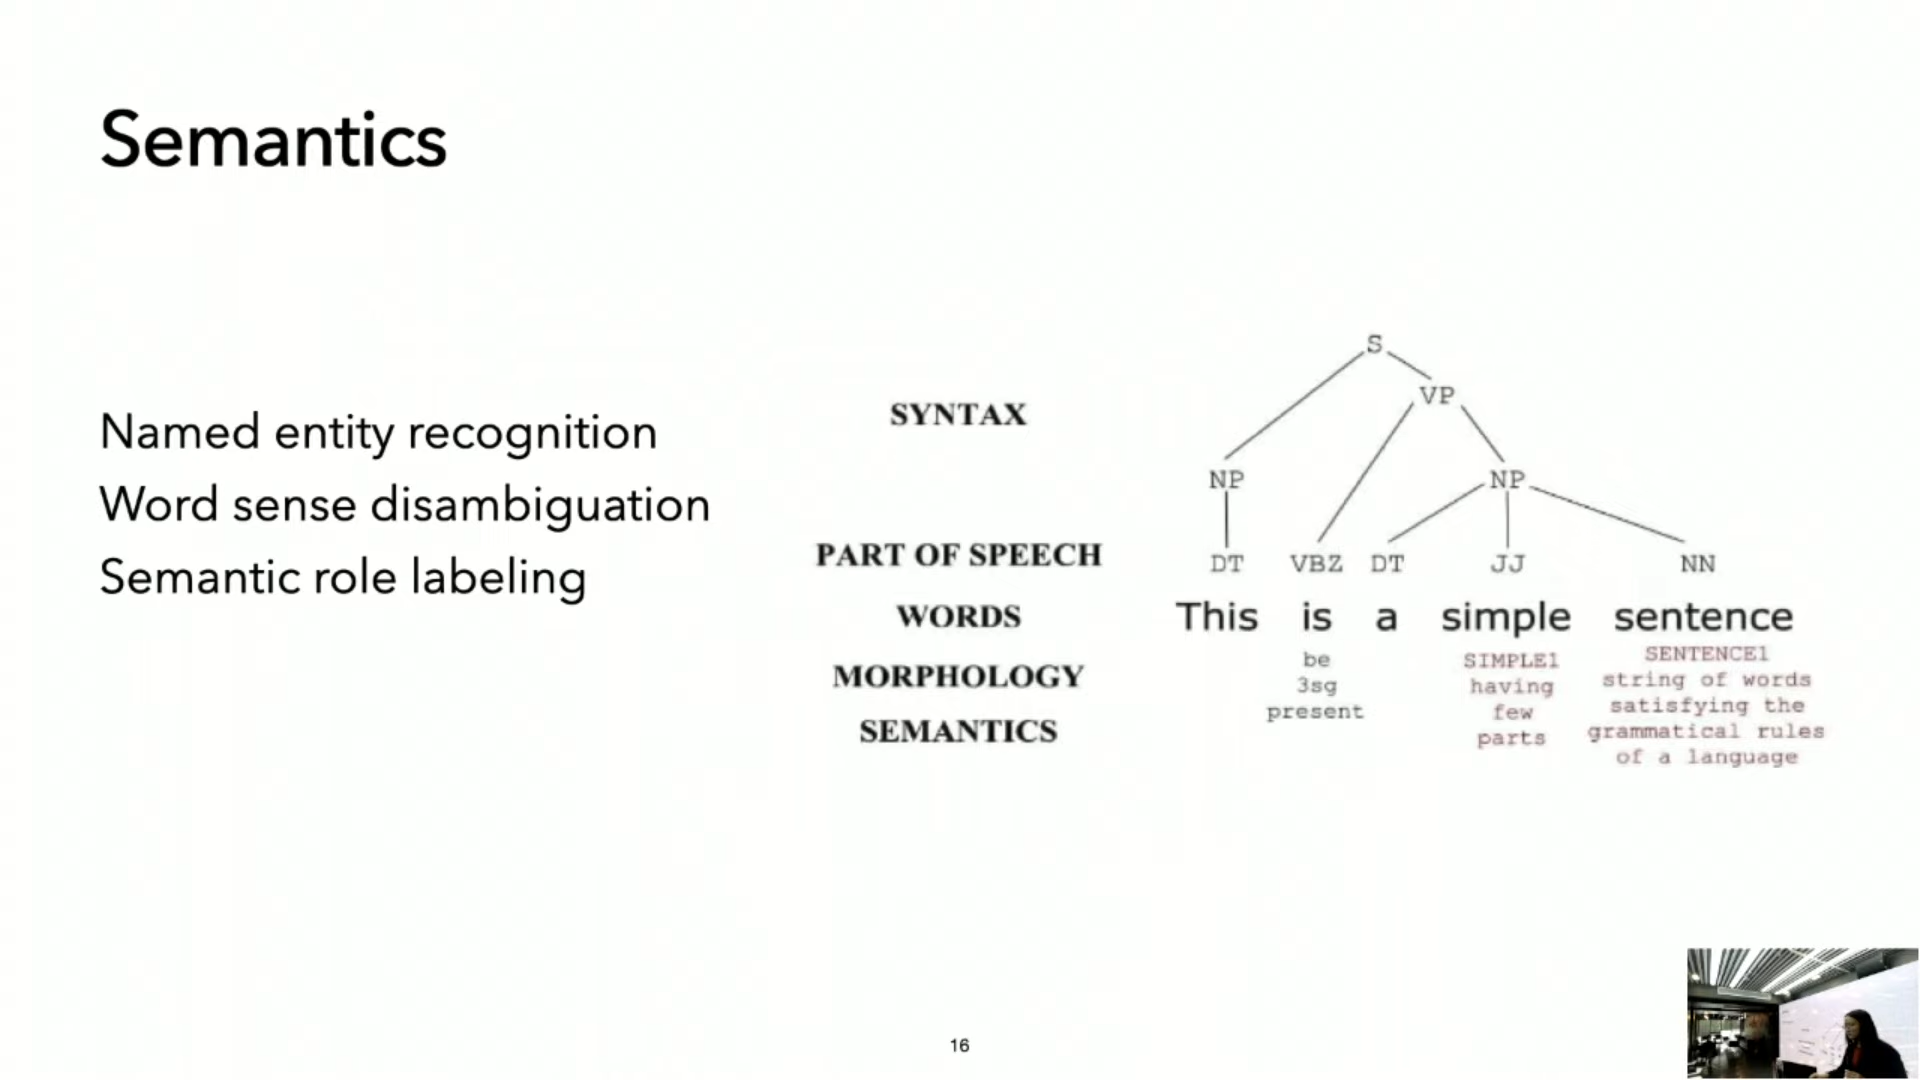 Semantics
Named entity recognition
Word sense disambiguation
Semantic role labeling
SYNTAX
PART OF SPEECH
WORDS
MORPHOLOGY
SEMANTICS
S
VP
NP NP
DT VBZ DT JJ NN
This is a simple sentence
be
3sg
present
SIMPLE1
having
few
parts
SENTENCE1
string of words
satisfying the
grammatical rules
of a language
16